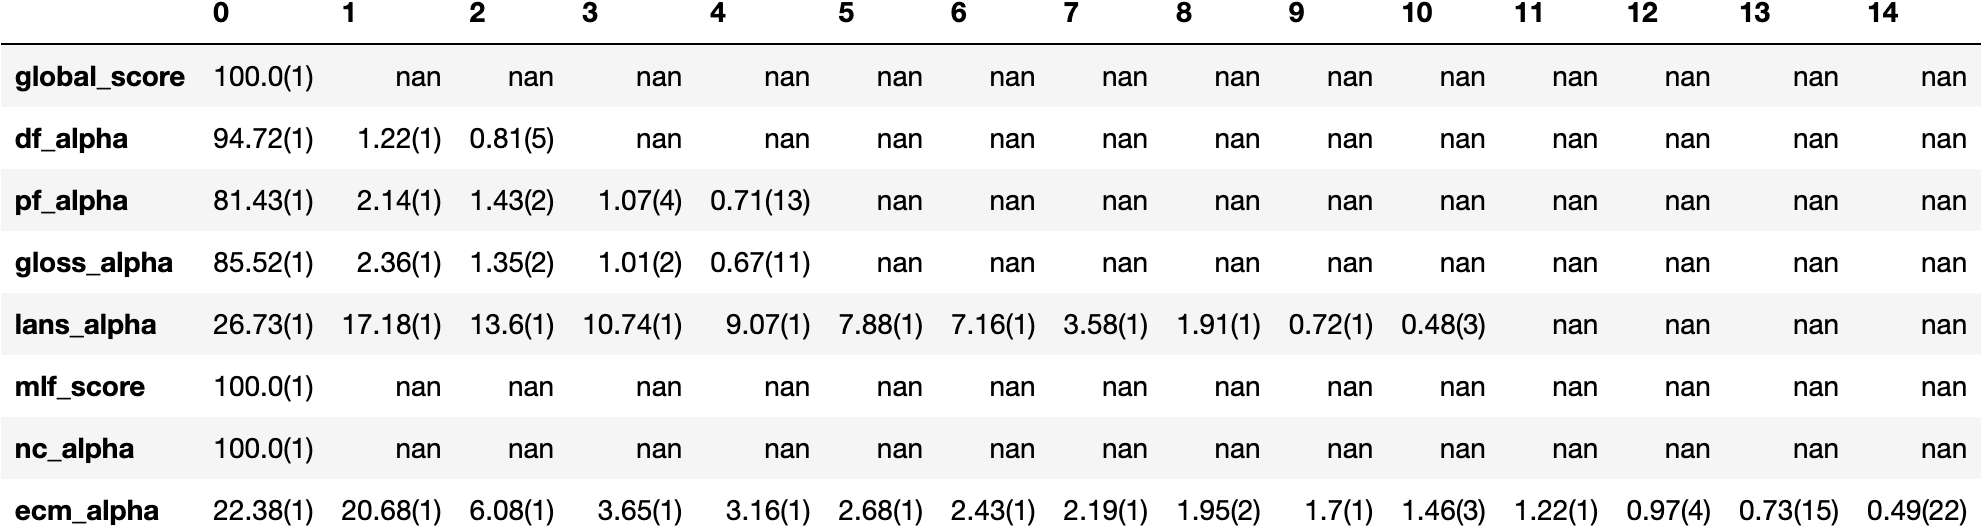 0 1 2 3 4 5 6 7 8 9 10 11 12 13 14
global_score 100.0(1) nan nan nan nan nan nan nan nan nan nan nan nan nan nan
df_alpha 94.72(1) 1.22(1) 0.81(5) nan nan nan nan nan nan nan nan nan nan nan nan
pf_alpha 81.43(1) 2.14(1) 1.43(2) 1.07(4) 0.71(13) nan nan nan nan nan nan nan nan nan nan
gloss_alpha 85.52(1) 2.36(1) 1.35(2) 1.01(2) 0.67(11) nan nan nan nan nan nan nan nan nan nan
lans_alpha 26.73(1) 17.18(1) 13.6(1) 10.74(1) 9.07(1) 7.88(1) 7.16(1) 3.58(1) 1.91(1) 0.72(1) 0.48(3) nan nan nan nan
mlf_score 100.0(1) nan nan nan nan nan nan nan nan nan nan nan nan nan nan
nc_alpha 100.0(1) nan nan nan nan nan nan nan nan nan nan nan nan nan nan
ecm_alpha 22.38(1) 20.68(1) 6.08(1) 3.65(1) 3.16(1) 2.68(1) 2.43(1) 2.19(1) 1.95(2) 1.7(1) 1.46(3) 1.22(1) 0.97(4) 0.73(15) 0.49(22)